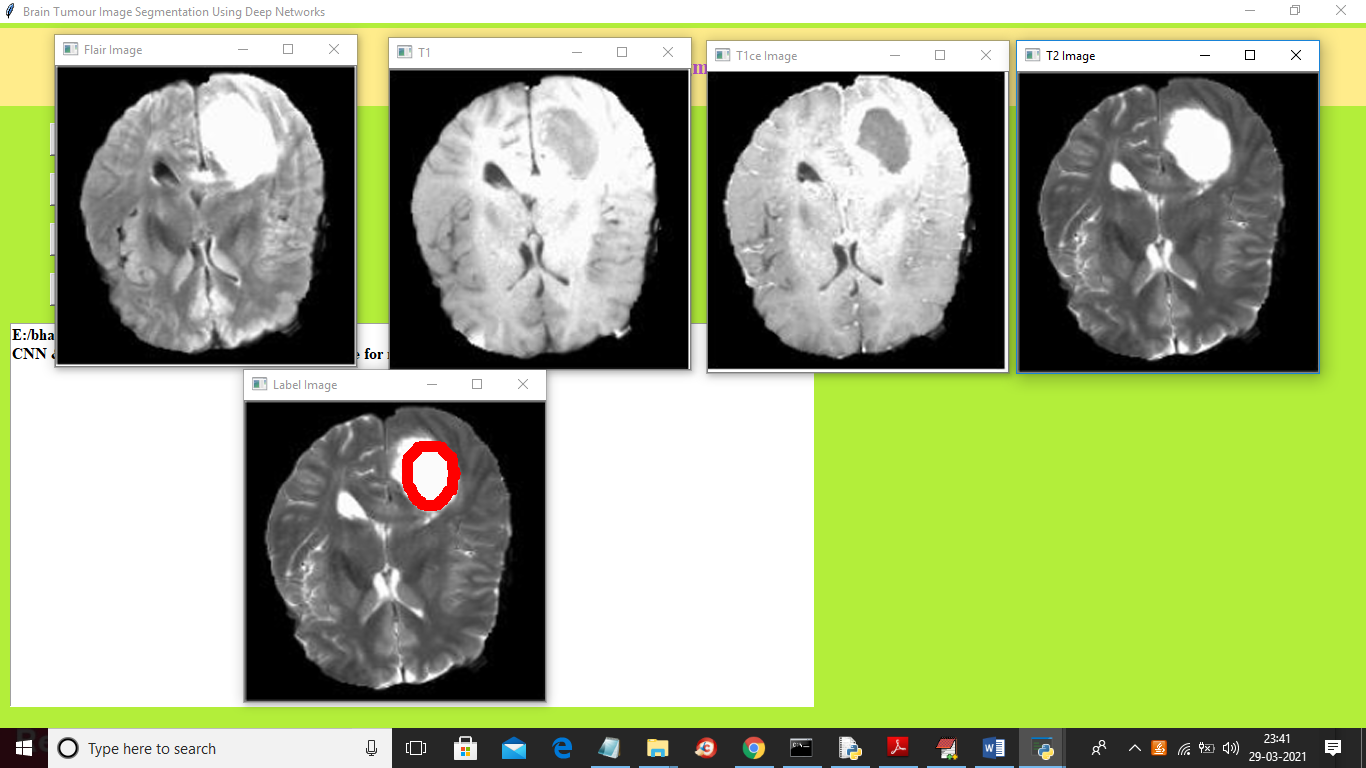 Brain Tumour Image Segmentation Using Deep Networks
Flair Image
T1
T1ce Image
T2 Image
E:/bha
CNN
e for
Label Image
Type here to search
23:41
29-03-2021